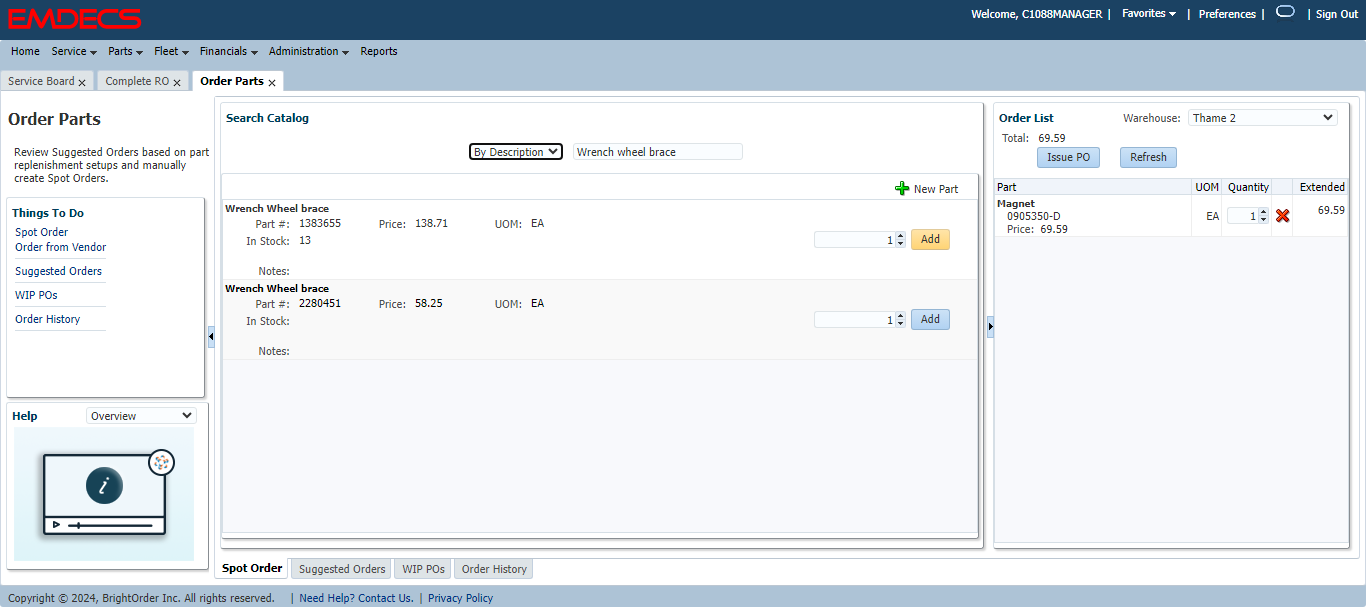 EMDECS
Welcome, C1088MANAGER | Favorites | Preferences | | Sign Out
Home Service Parts Fleet Financials Administration Reports
Service Board x Complete RO x Order Parts x
Order Parts
Review Suggested Orders based on part
replenishment setups and manually
create Spot Orders.
Things To Do
Spot Order
Order from Vendor
Suggested Orders
WIP POs
Order History
Help Overview
i
Search Catalog
By Description Wrench wheel brace
New Part
Wrench Wheel brace
Part #: 1383655 Price: 138.71 UOM: EA
In Stock: 13
1 Add
Notes:
Wrench Wheel brace
Part #: 2280451 Price: 58.25 UOM: EA
In Stock:
1 Add
Notes:
Order List Warehouse: Thame 2
Total: 69.59
Issue PO Refresh
Part UOM Quantity Extended
Magnet
0905350-D EA 1 69.59
Price: 69.59
Spot Order Suggested Orders WIP POs Order History
Copyright © 2024, BrightOrder Inc. All rights reserved. | Need Help? Contact Us. | Privacy Policy